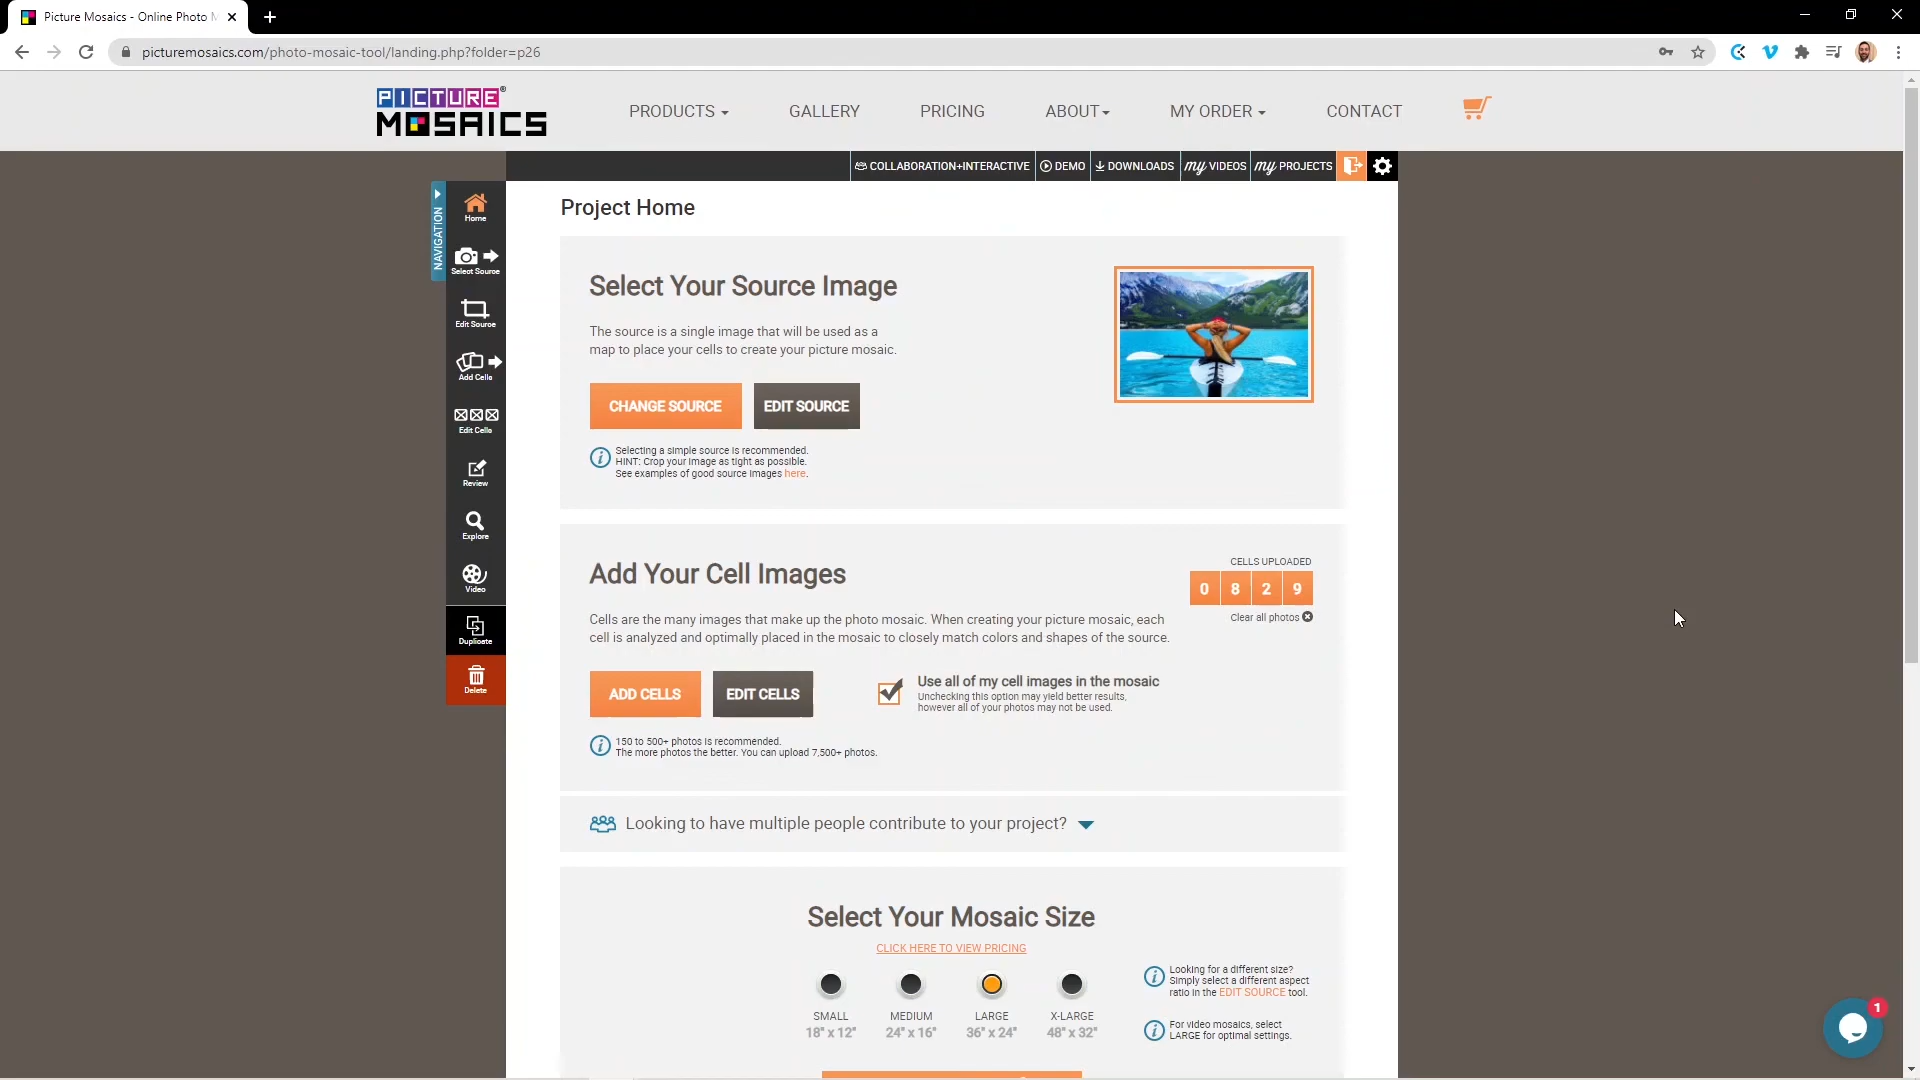 Picture Mosaics - Online Photo M
picturemosaics.com/photo-mosaic-tool/landing.php?folder=p26
PICTURE®
MOSAICS
PRODUCTS
GALLERY
PRICING
ABOUT
MY ORDER
CONTACT
COLLABORATION+INTERACTIVE
DEMO
DOWNLOADS
my VIDEOS
my PROJECTS
NAVIGATION
Home
Select Source
Edit Source
Add Cells
Edit Cells
Review
Explore
Video
Duplicate
Delete
Project Home
Select Your Source Image
The source is a single image that will be used as a
map to place your cells to create your picture mosaic.
CHANGE SOURCE
EDIT SOURCE
Selecting a simple source is recommended.
HINT: Crop your image as tight as possible.
See examples of good source images here.
Add Your Cell Images
CELLS UPLOADED
0 8 2 9
Clear all photos
Cells are the many images that make up the photo mosaic. When creating your picture mosaic, each
cell is analyzed and optimally placed in the mosaic to closely match colors and shapes of the source.
ADD CELLS
EDIT CELLS
Use all of my cell images in the mosaic
Unchecking this option may yield better results,
however all of your photos may not be used.
150 to 500+ photos is recommended.
The more photos the better. You can upload 7,500+ photos.
Looking to have multiple people contribute to your project?
Select Your Mosaic Size
CLICK HERE TO VIEW PRICING
SMALL
18" x 12"
MEDIUM
24" x 16"
LARGE
36" x 24"
X-LARGE
48" x 32"
Looking for a different size?
Simply select a different aspect
ratio in the EDIT SOURCE tool.
For video mosaics, select
LARGE for optimal settings.
1